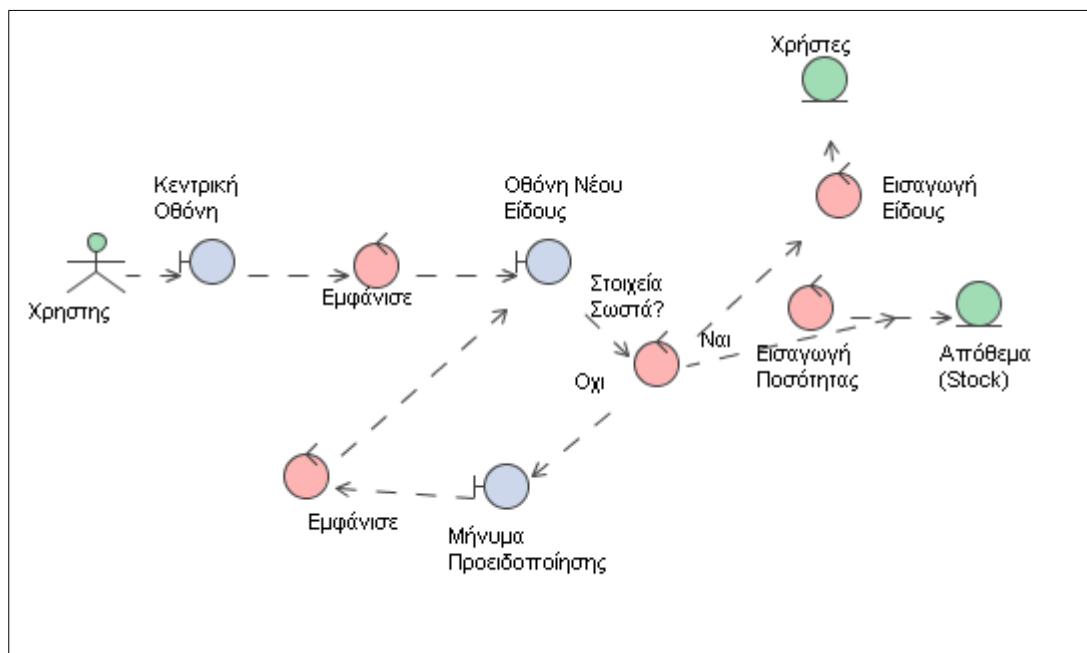 Χρήστες
Κεντρική
Οθόνη
Οθόνη Νέου
Είδους
Εισαγωγή
Είδους
Χρηστης
Εμφάνισε
Στοιχεία
Σωστά?
Ναι
Εισαγωγή
Ποσότητας
Απόθεμα
(Stock)
Οχι
Εμφάνισε
Μήνυμα
Προειδοποίησης